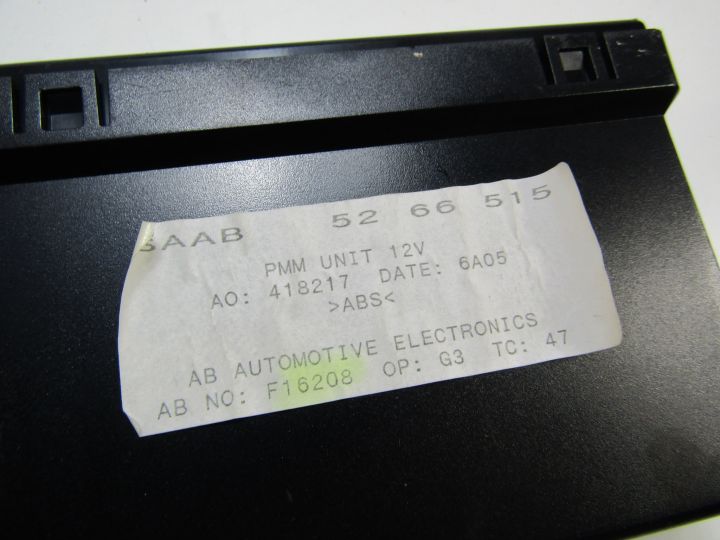 SAAB 52 66 515
PMM UNIT 12V
AO: 418217 DATE: 6A05
>ABS<
AB AUTOMOTIVE ELECTRONICS
AB NO: F16208 OP: G3 TC: 47